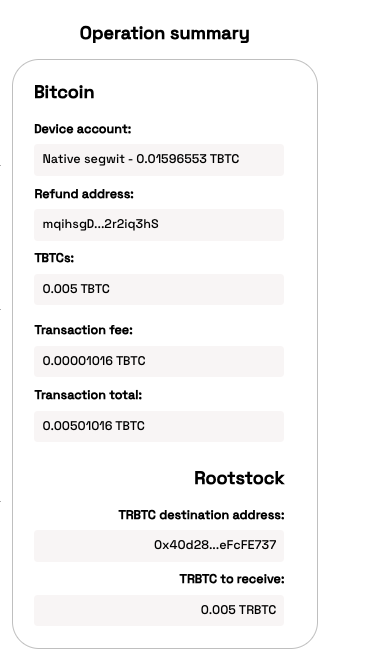 Operation summary
Bitcoin
Device account:
Native segwit - 0.01596553 TBTC
Refund address:
mqihsgD...2r2iq3hS
TBTCs:
0.005 TBTC
Transaction fee:
0.00001016 TBTC
Transaction total:
0.00501016 TBTC
Rootstock
TRBTC destination address:
0x40d28...eFcFE737
TRBTC to receive:
0.005 TRBTC